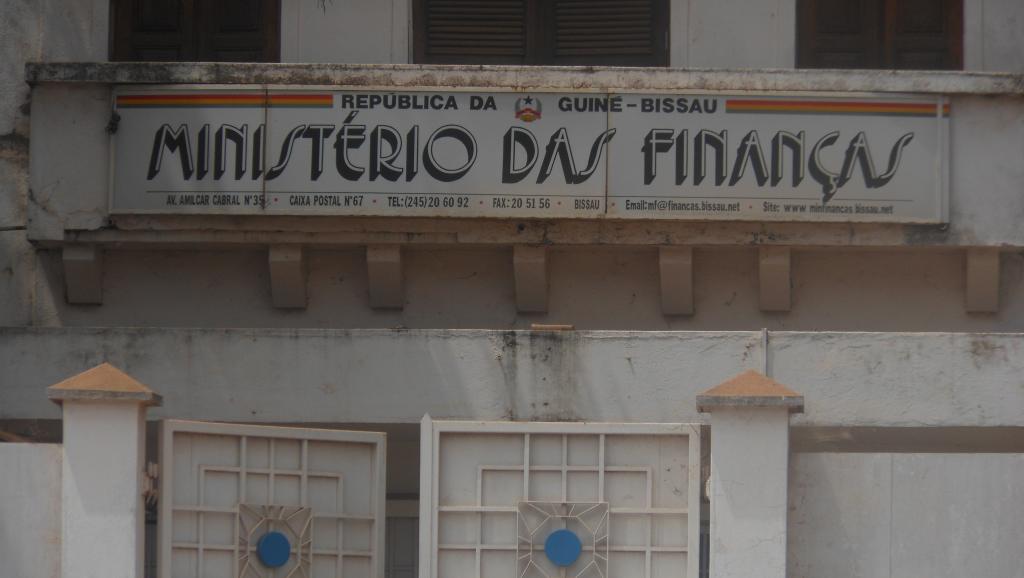 REPÚBLICA DA GUINÉ-BISSAU
MINISTÉRIO DAS FINANÇAS
AV. AMILCAR CABRAL Nº35 • CAIXA POSTAL Nº67 • TEL:(245)20 60 92 • FAX: 20 51 56 • BISSAU • Email:mf@financas.bissau.net • Site: www.minfinancas.bissau.net